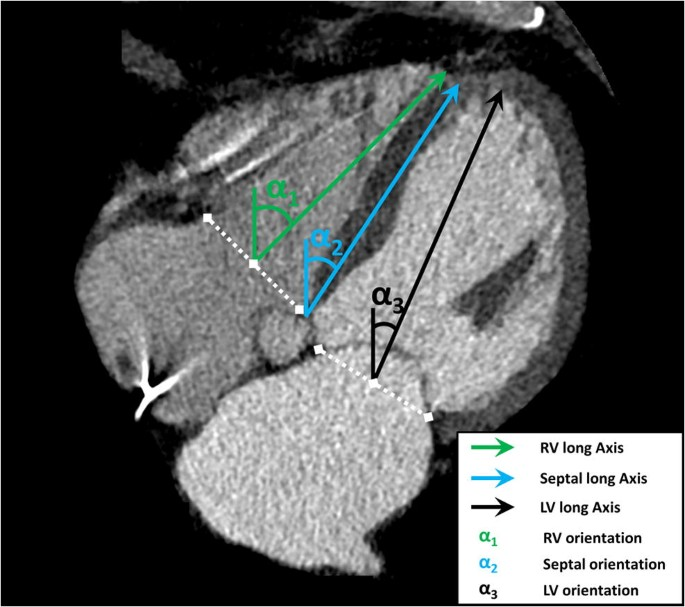 α1
α2
α3
RV long Axis
Septal long Axis
LV long Axis
α1 RV orientation
α2 Septal orientation
α3 LV orientation